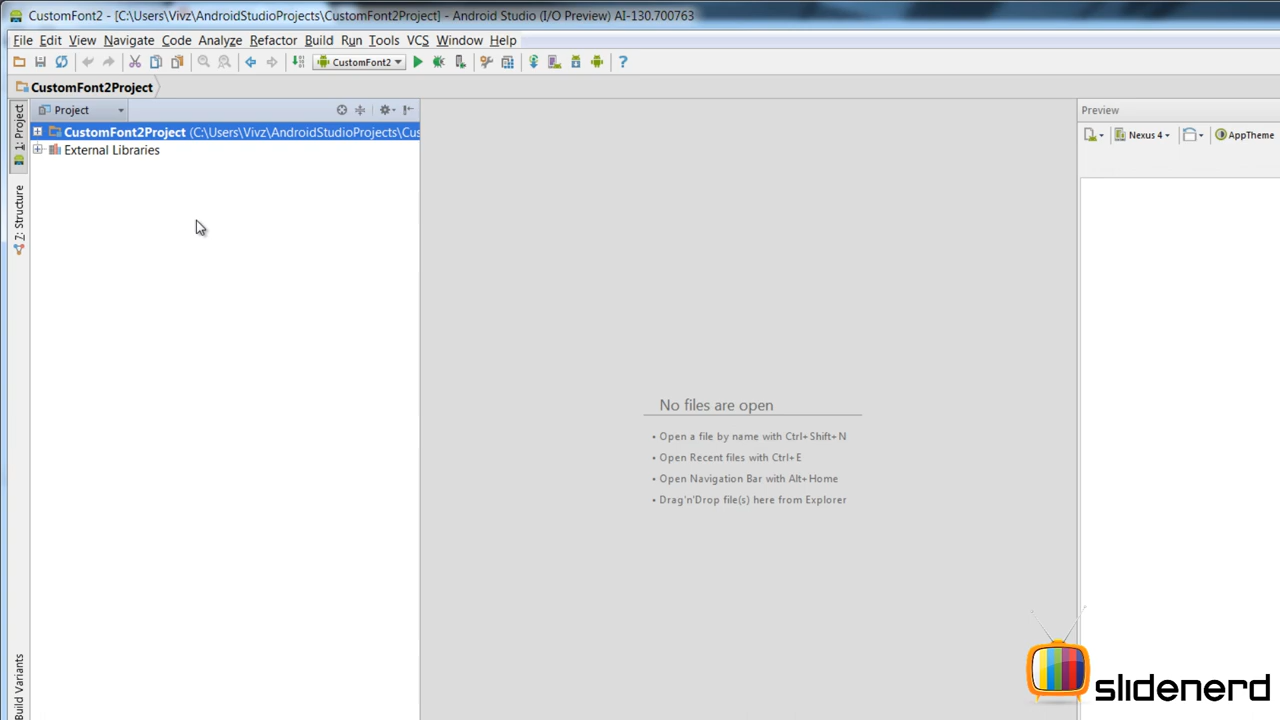 CustomFont2 - [C:\Users\Vivz\AndroidStudioProjects\CustomFont2Project] - Android Studio (I/O Preview) AI-130.700763
File Edit View Navigate Code Analyze Refactor Build Run Tools VCS Window Help
CustomFont2
CustomFont2Project
1: Project
Project
Preview
CustomFont2Project (C:\Users\Vivz\AndroidStudioProjects\Cus
Nexus 4
AppTheme
External Libraries
7: Structure
No files are open
• Open a file by name with Ctrl+Shift+N
• Open Recent files with Ctrl+E
• Open Navigation Bar with Alt+Home
• Drag'n'Drop file(s) here from Explorer
Build Variants
slidenerd